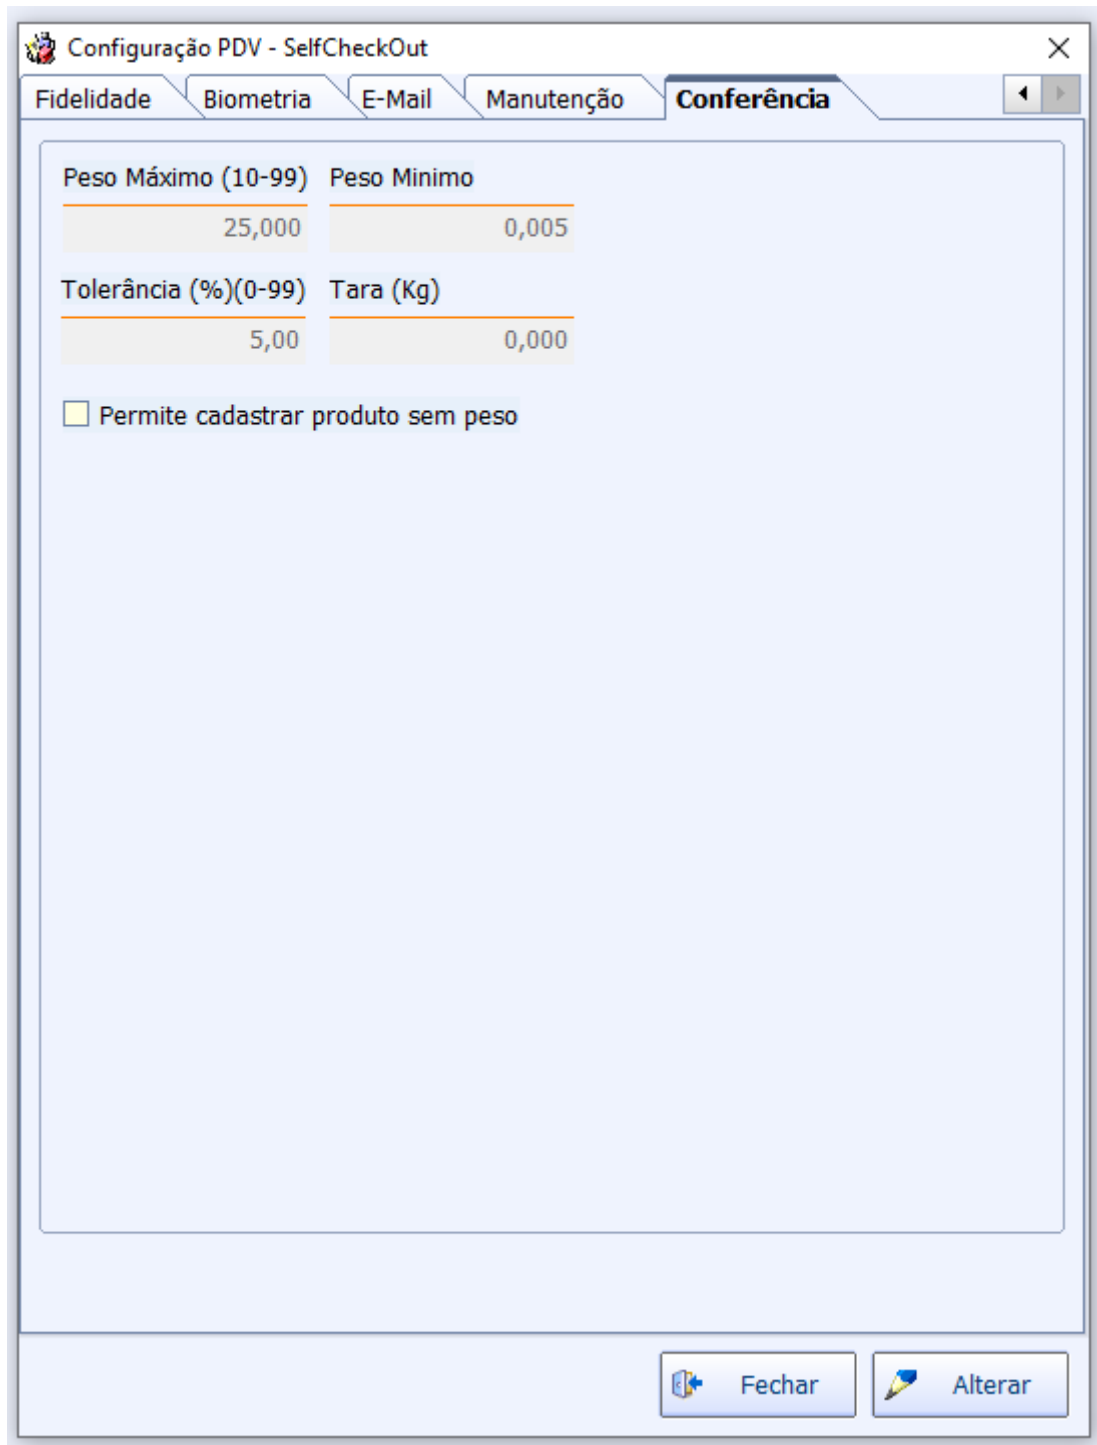 Configuração PDV - SelfCheckOut
Fidelidade Biometria E-Mail Manutenção Conferência
Peso Máximo (10-99) Peso Minimo
25,000 0,005
Tolerância (%)(0-99) Tara (Kg)
5,00 0,000
Permite cadastrar produto sem peso
Fechar Alterar